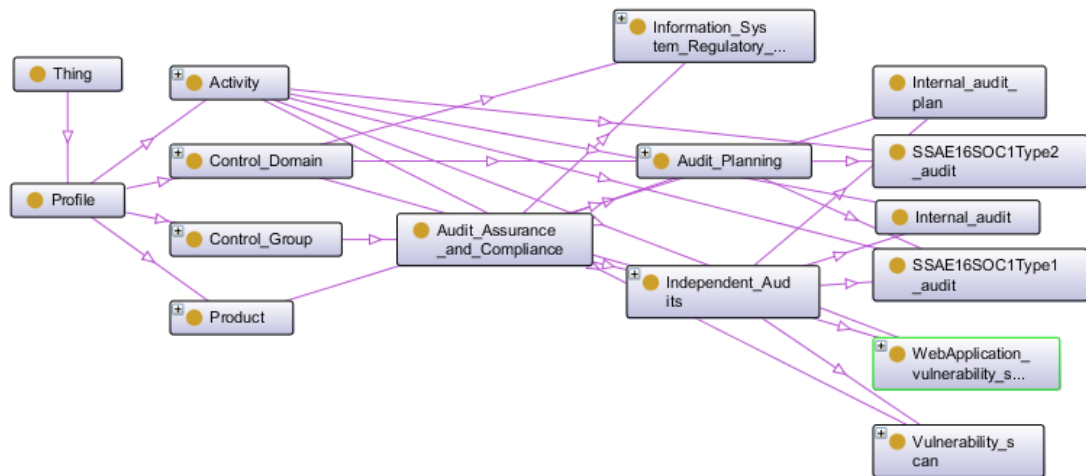 Thing
Profile
Activity
Control_Domain
Control_Group
Product
Audit_Assurance
_and_Compliance
Information_Sys
tem_Regulatory_...
Audit_Planning
Independent_Aud
its
Internal_audit_
plan
SSAE16SOC1Type2
_audit
Internal_audit
SSAE16SOC1Type1
_audit
WebApplication_
vulnerability_s...
Vulnerability_s
can